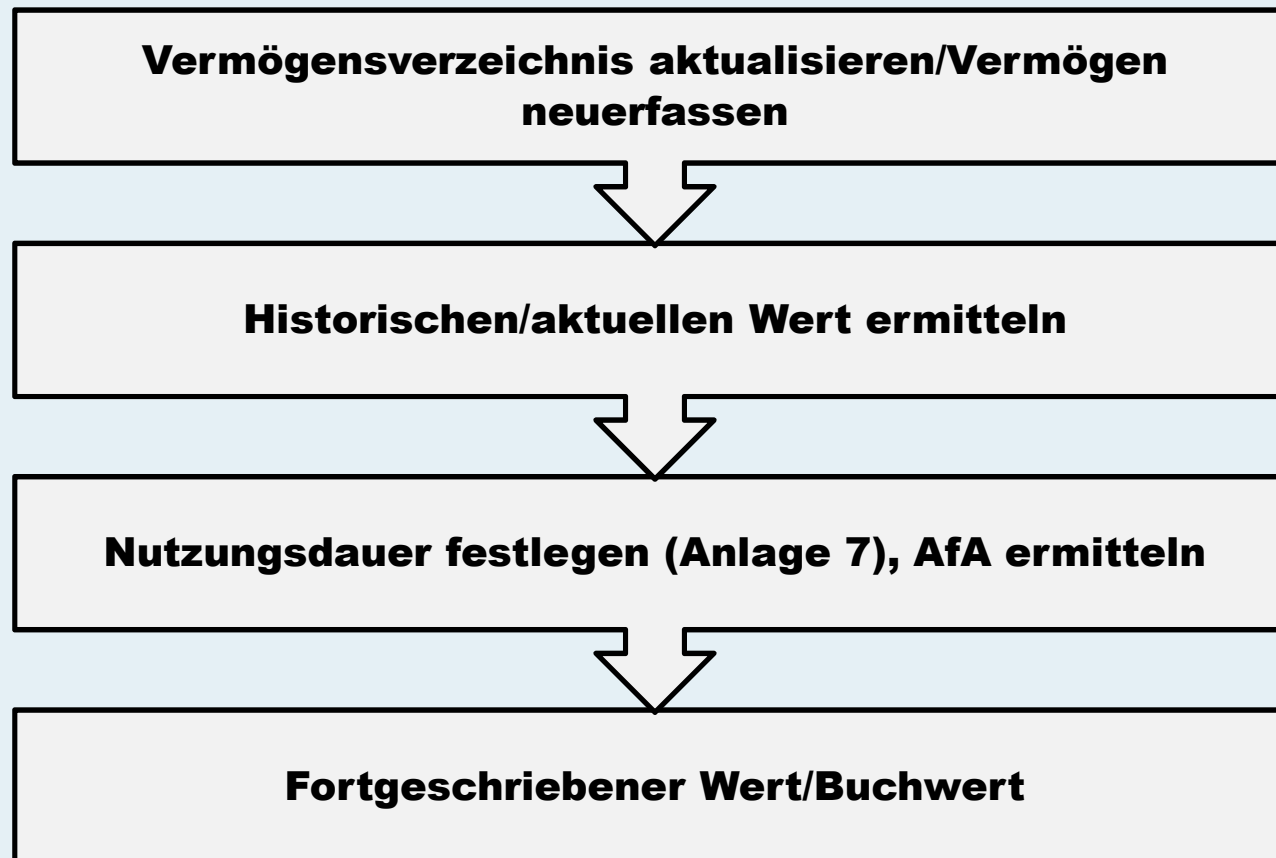 Vermögensverzeichnis aktualisieren/Vermögen
neuerfassen
Historischen/aktuellen Wert ermitteln
Nutzungsdauer festlegen (Anlage 7), AfA ermitteln
Fortgeschriebener Wert/Buchwert